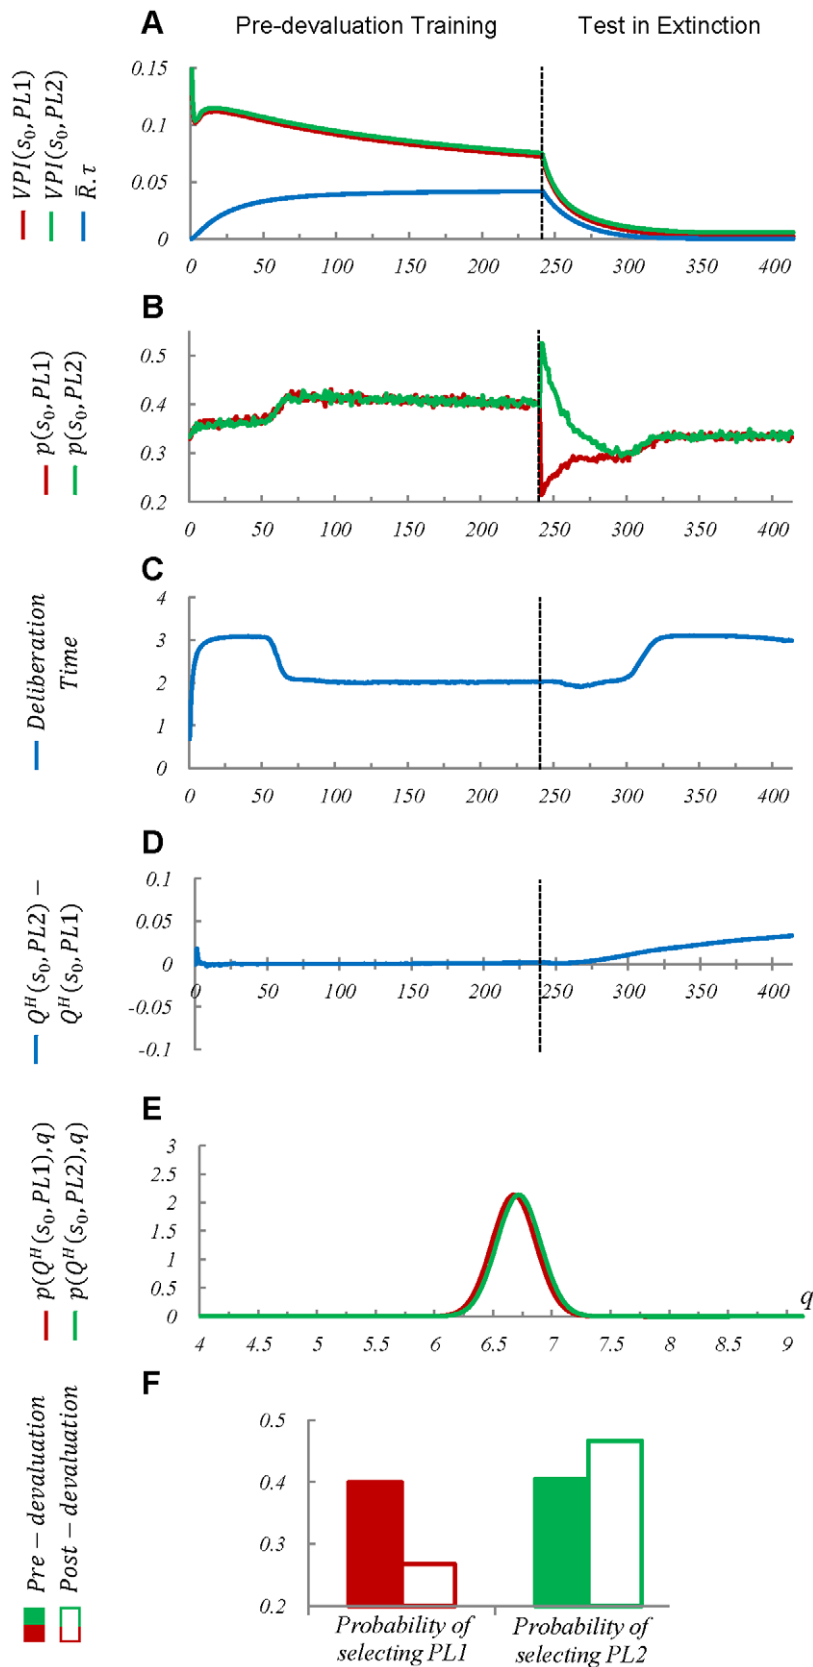 A
Pre-devaluation Training
Test in Extinction
VPI(s₀, PL1)
VPI(s₀, PL2)
R̄.τ
0.15
0.1
0.05
0
0 50 100 150 200 250 300 350 400
B
p(s₀, PL1)
p(s₀, PL2)
0.5
0.4
0.3
0.2
0 50 100 150 200 250 300 350 400
C
Deliberation
Time
4
3
2
1
0
0 50 100 150 200 250 300 350 400
D
Qᴴ(s₀, PL2) −
Qᴴ(s₀, PL1)
0.1
0.05
0
-0.05
-0.1
0 50 100 150 200 250 300 350 400
E
p(Qᴴ(s₀, PL1), q)
p(Qᴴ(s₀, PL2), q)
3
2.5
2
1.5
1
0.5
0
q
4 4.5 5 5.5 6 6.5 7 7.5 8 8.5 9
F
Pre − devaluation
Post − devaluation
0.5
0.4
0.3
0.2
Probability of
selecting PL1
Probability of
selecting PL2